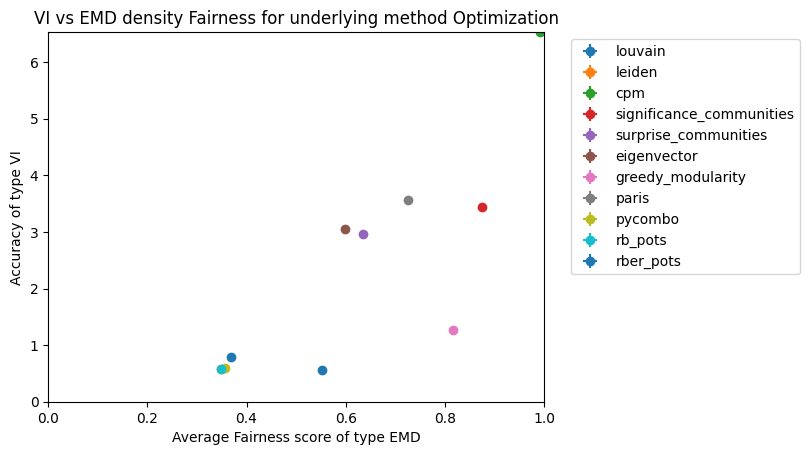 VI vs EMD density Fairness for underlying method Optimization
6
5
4
3
2
1
0
Accuracy of type VI
0.0 0.2 0.4 0.6 0.8 1.0
Average Fairness score of type EMD
louvain
leiden
cpm
significance_communities
surprise_communities
eigenvector
greedy_modularity
paris
pycombo
rb_pots
rber_pots